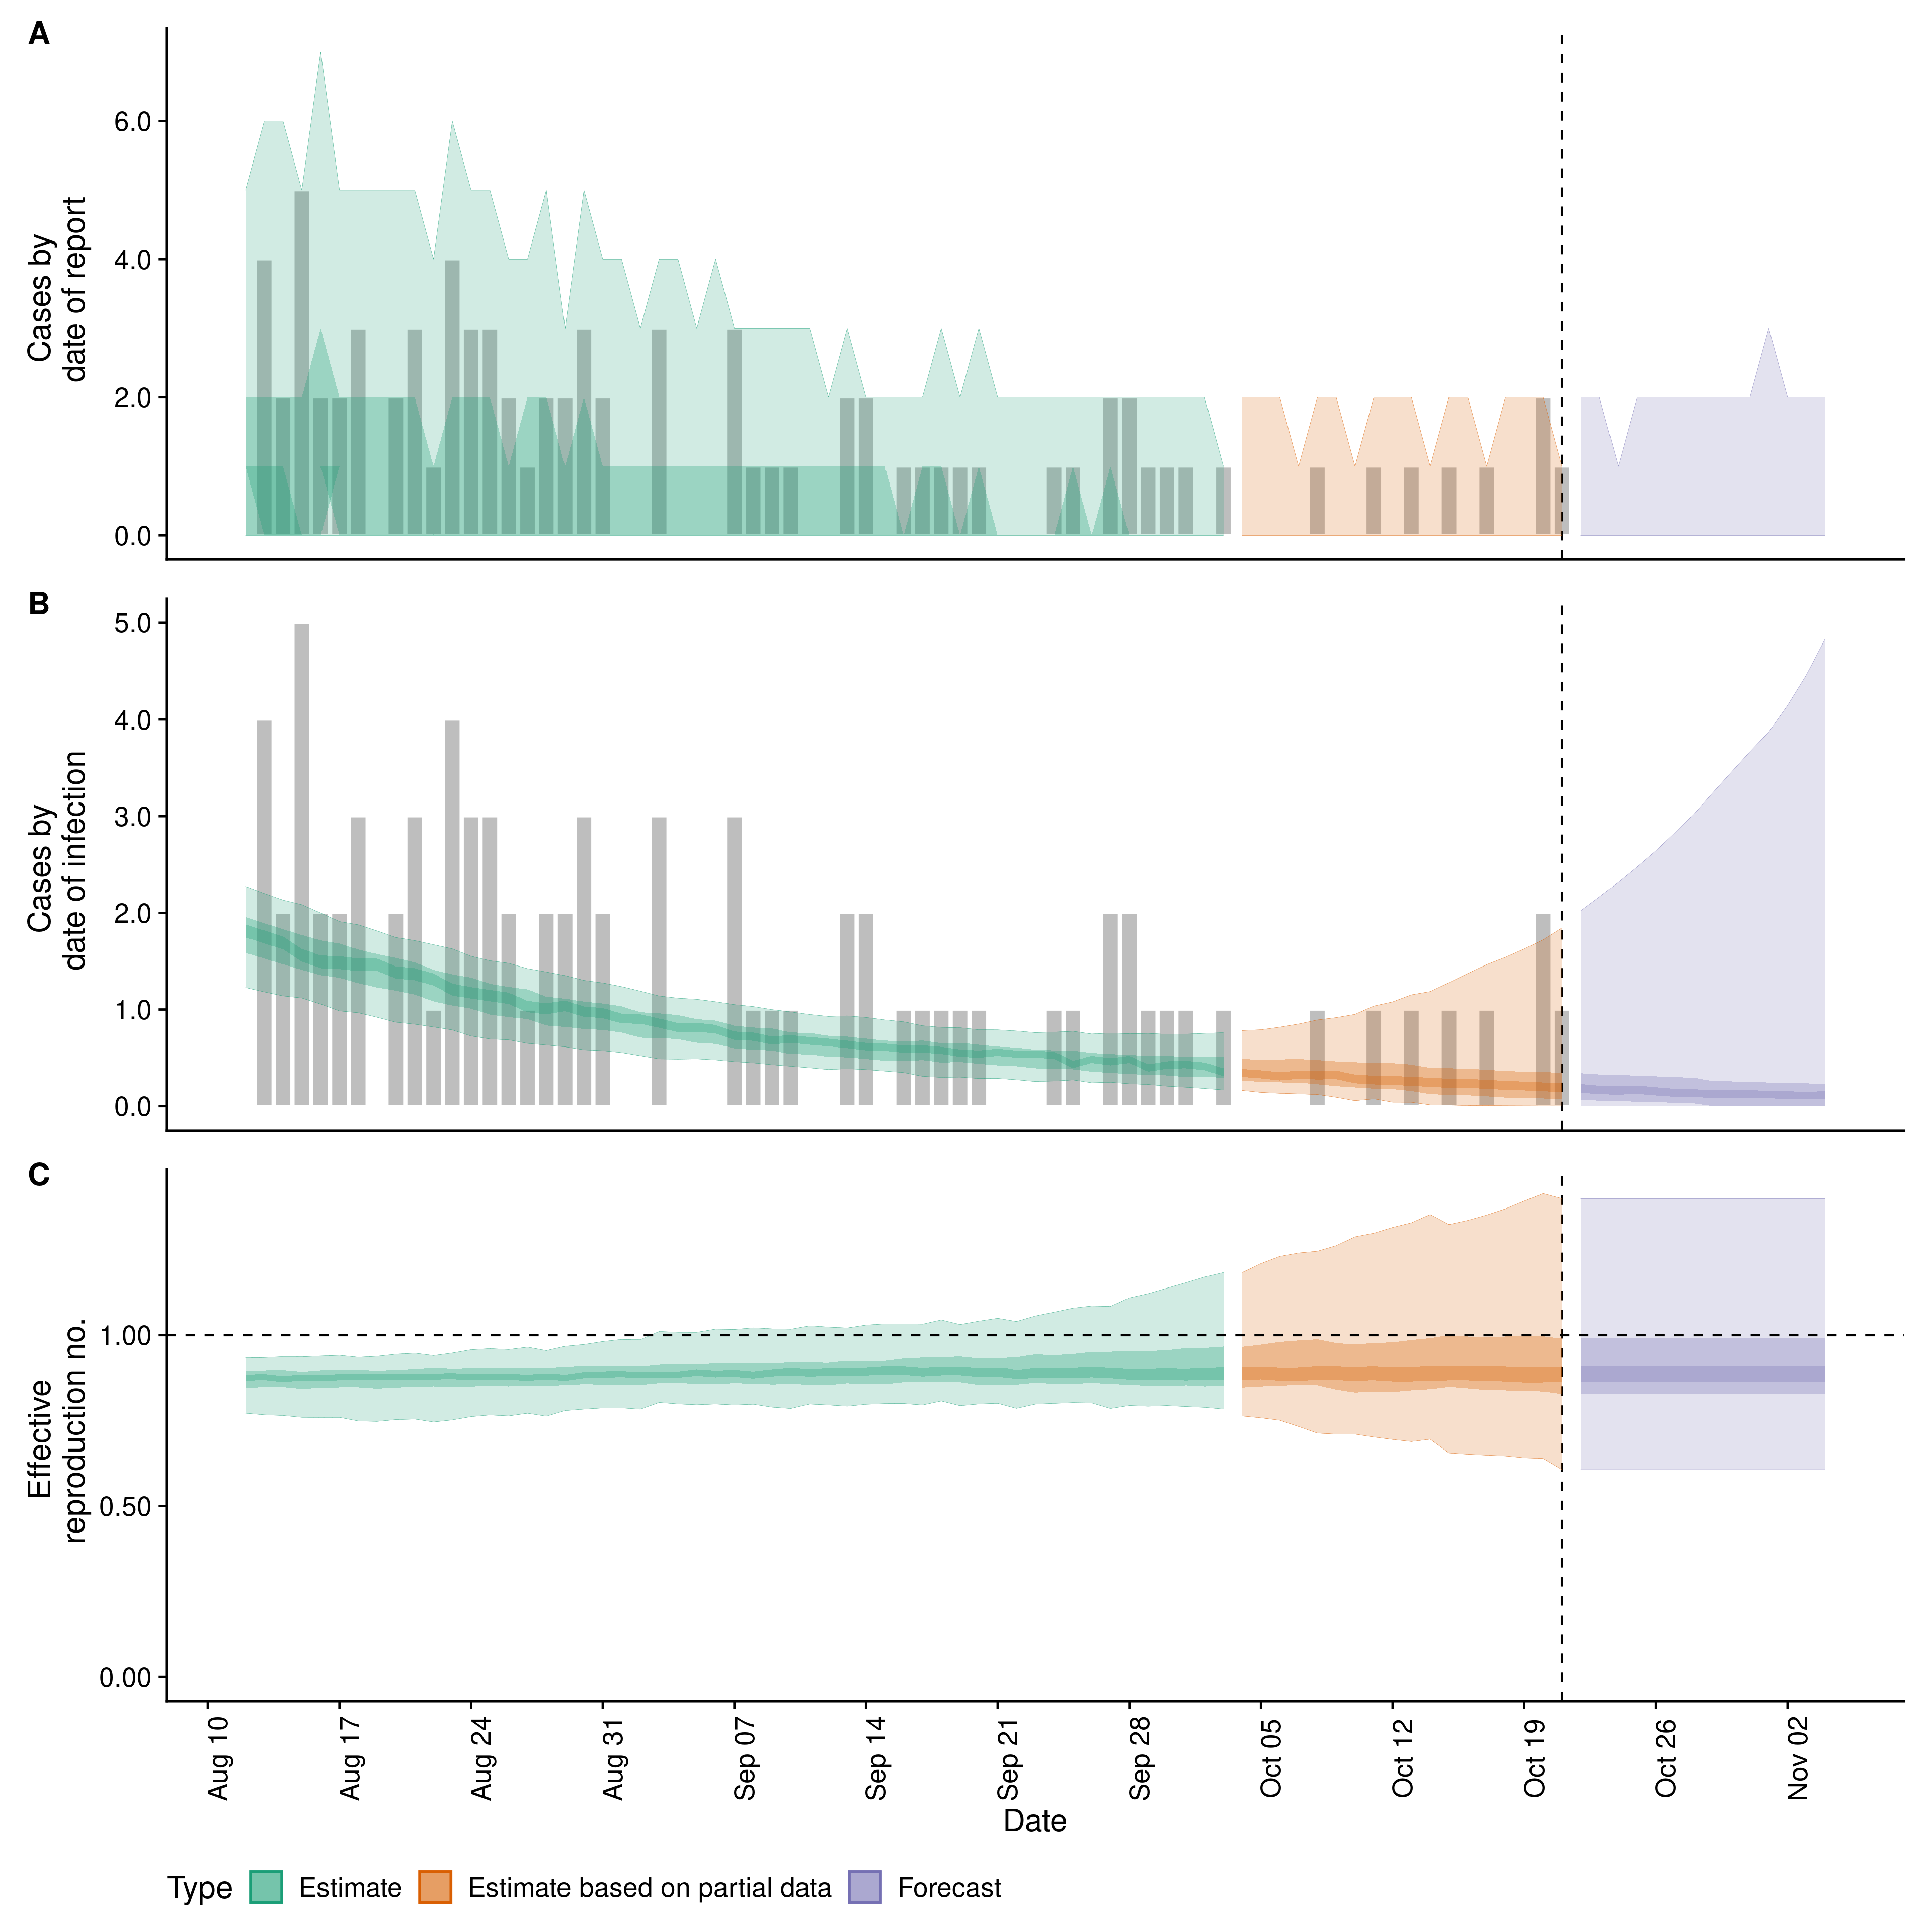 A
Cases by
date of report
6.0
4.0
2.0
0.0
B
Cases by
date of infection
5.0
4.0
3.0
2.0
1.0
0.0
C
Effective
reproduction no.
1.00
0.50
0.00
Aug 10
Aug 17
Aug 24
Aug 31
Sep 07
Sep 14
Sep 21
Sep 28
Oct 05
Oct 12
Oct 19
Oct 26
Nov 02
Date
Type Estimate Estimate based on partial data Forecast